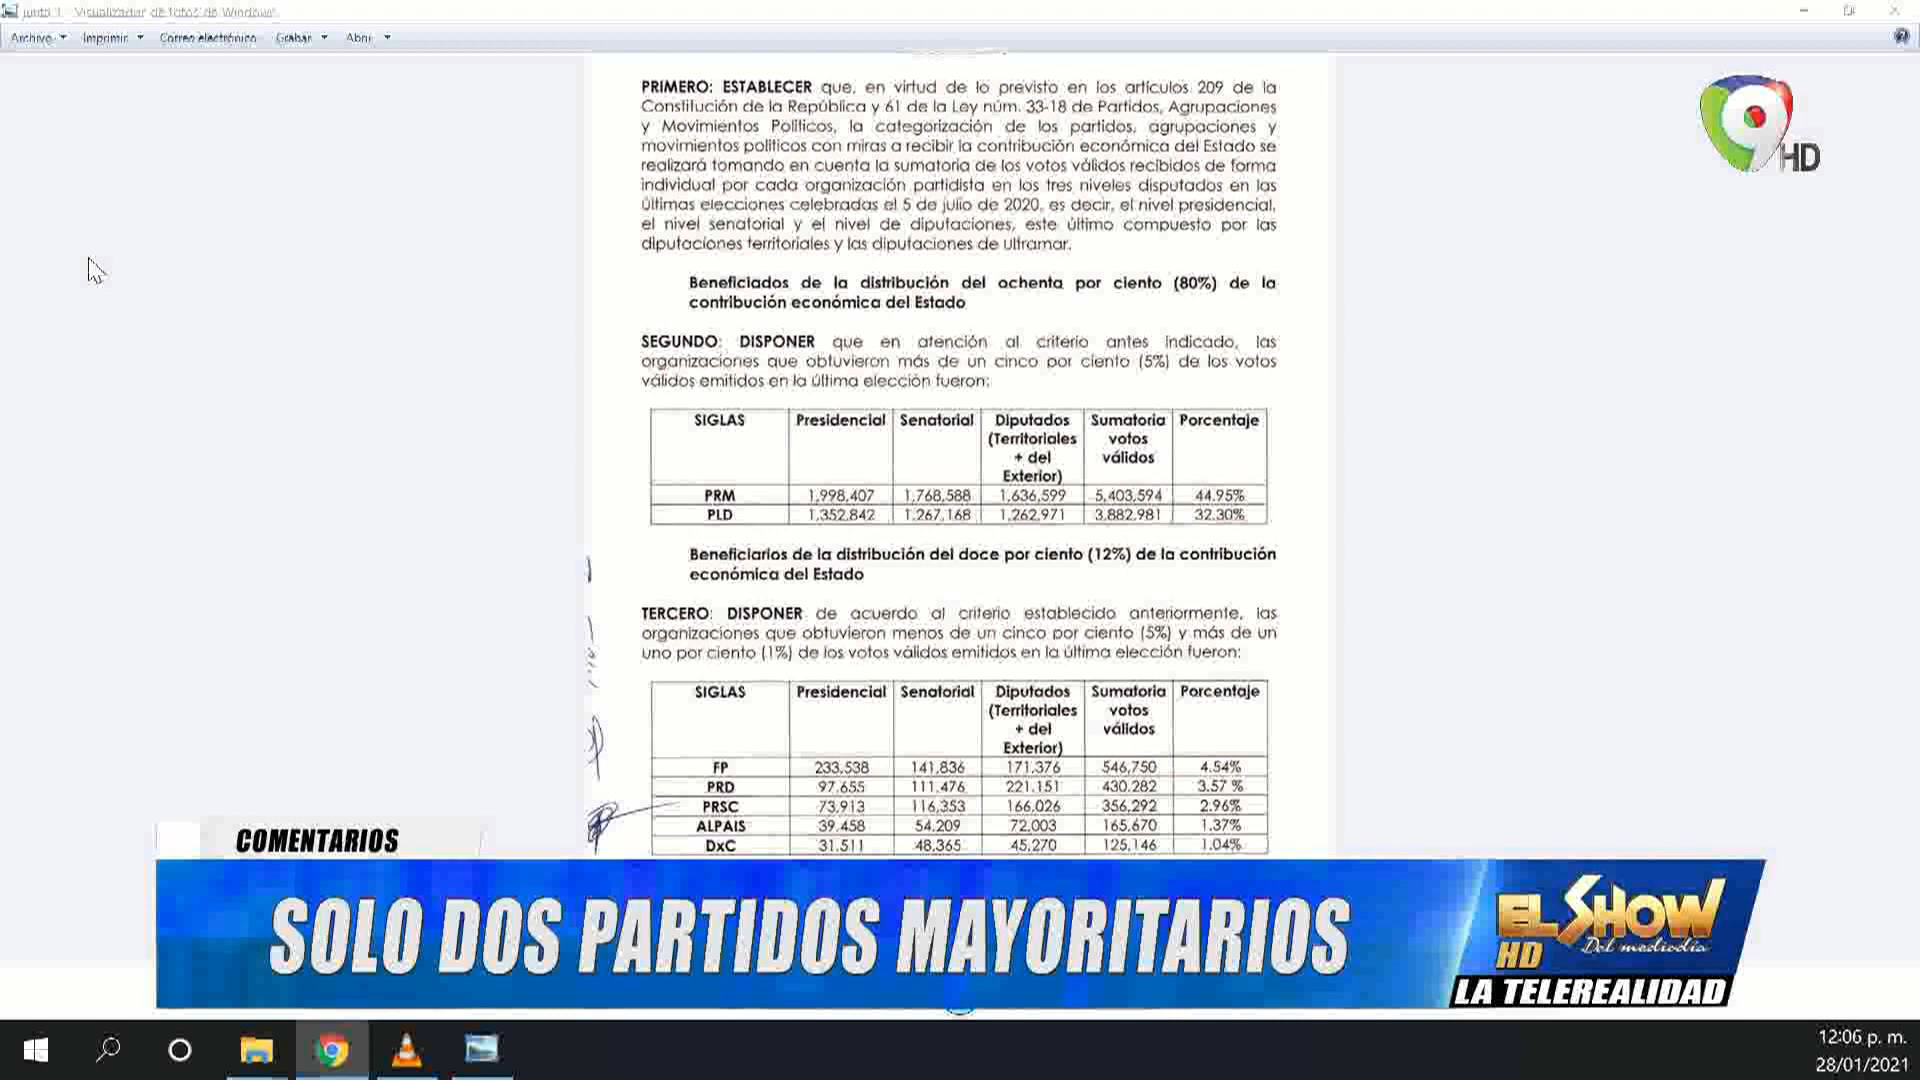 junta 1 - Visualizador de fotos de Windows
Archivo Imprimir Correo electrónico Grabar Abrir
9 HD
PRIMERO: ESTABLECER que, en virtud de lo previsto en los artículos 209 de la
Constitución de la República y 61 de la Ley núm. 33-18 de Partidos, Agrupaciones
y Movimientos Políticos, la categorización de los partidos, agrupaciones y
movimientos políticos con miras a recibir la contribución económica del Estado se
realizará tomando en cuenta la sumatoria de los votos válidos recibidos de forma
individual por cada organización partidista en los tres niveles disputados en las
últimas elecciones celebradas el 5 de julio de 2020, es decir, el nivel presidencial,
el nivel senatorial y el nivel de diputaciones, este último compuesto por las
diputaciones territoriales y las diputaciones de ultramar.
Beneficiados de la distribución del ochenta por ciento (80%) de la
contribución económica del Estado
SEGUNDO: DISPONER que en atención al criterio antes indicado, las
organizaciones que obtuvieron más de un cinco por ciento (5%) de los votos
válidos emitidos en la última elección fueron:
SIGLAS Presidencial Senatorial Diputados (Territoriales + del Exterior) Sumatoria votos válidos Porcentaje
PRM 1,998,407 1,768,588 1,636,599 5,403,594 44.95%
PLD 1,352,842 1,267,168 1,262,971 3,882,981 32.30%
Beneficiarios de la distribución del doce por ciento (12%) de la contribución
económica del Estado
TERCERO: DISPONER de acuerdo al criterio establecido anteriormente, las
organizaciones que obtuvieron menos de un cinco por ciento (5%) y más de un
uno por ciento (1%) de los votos válidos emitidos en la última elección fueron:
SIGLAS Presidencial Senatorial Diputados (Territoriales + del Exterior) Sumatoria votos válidos Porcentaje
FP 233,538 141,836 171,376 546,750 4.54%
PRD 97,655 111,476 221,151 430,282 3.57 %
PRSC 73,913 116,353 166,026 356,292 2.96%
ALPAIS 39,458 54,209 72,003 165,670 1.37%
DxC 31,511 48,365 45,270 125,146 1.04%
COMENTARIOS
SOLO DOS PARTIDOS MAYORITARIOS
EL SHOW
HD Del mediodía
LA TELEREALIDAD
12:06 p. m.
28/01/2021